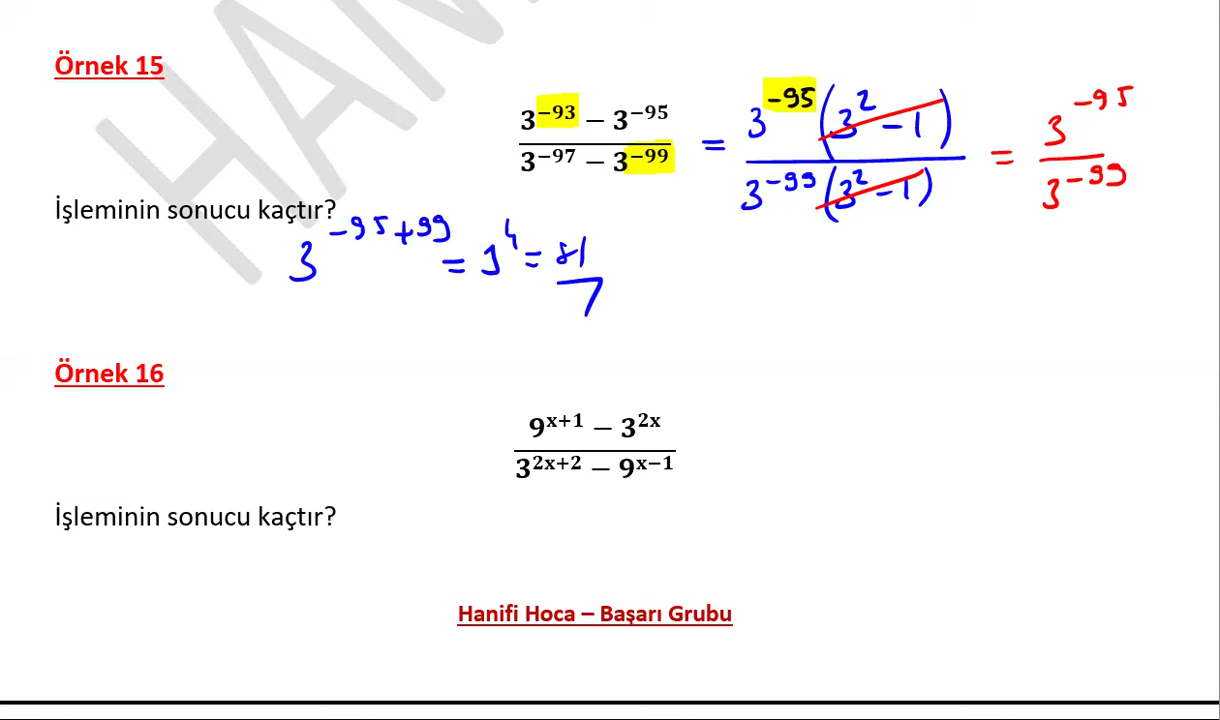 HANİ
Örnek 15
3^{-93} − 3^{-95} / 3^{-97} − 3^{-99} = 3^{-95}(3^2 − 1) / 3^{-99}(3^2 − 1) = 3^{-95} / 3^{-99}
İşleminin sonucu kaçtır?
3^{-95+99} = 3^4 = 81
Örnek 16
9^{x+1} − 3^{2x} / 3^{2x+2} − 9^{x−1}
İşleminin sonucu kaçtır?
Hanifi Hoca – Başarı Grubu